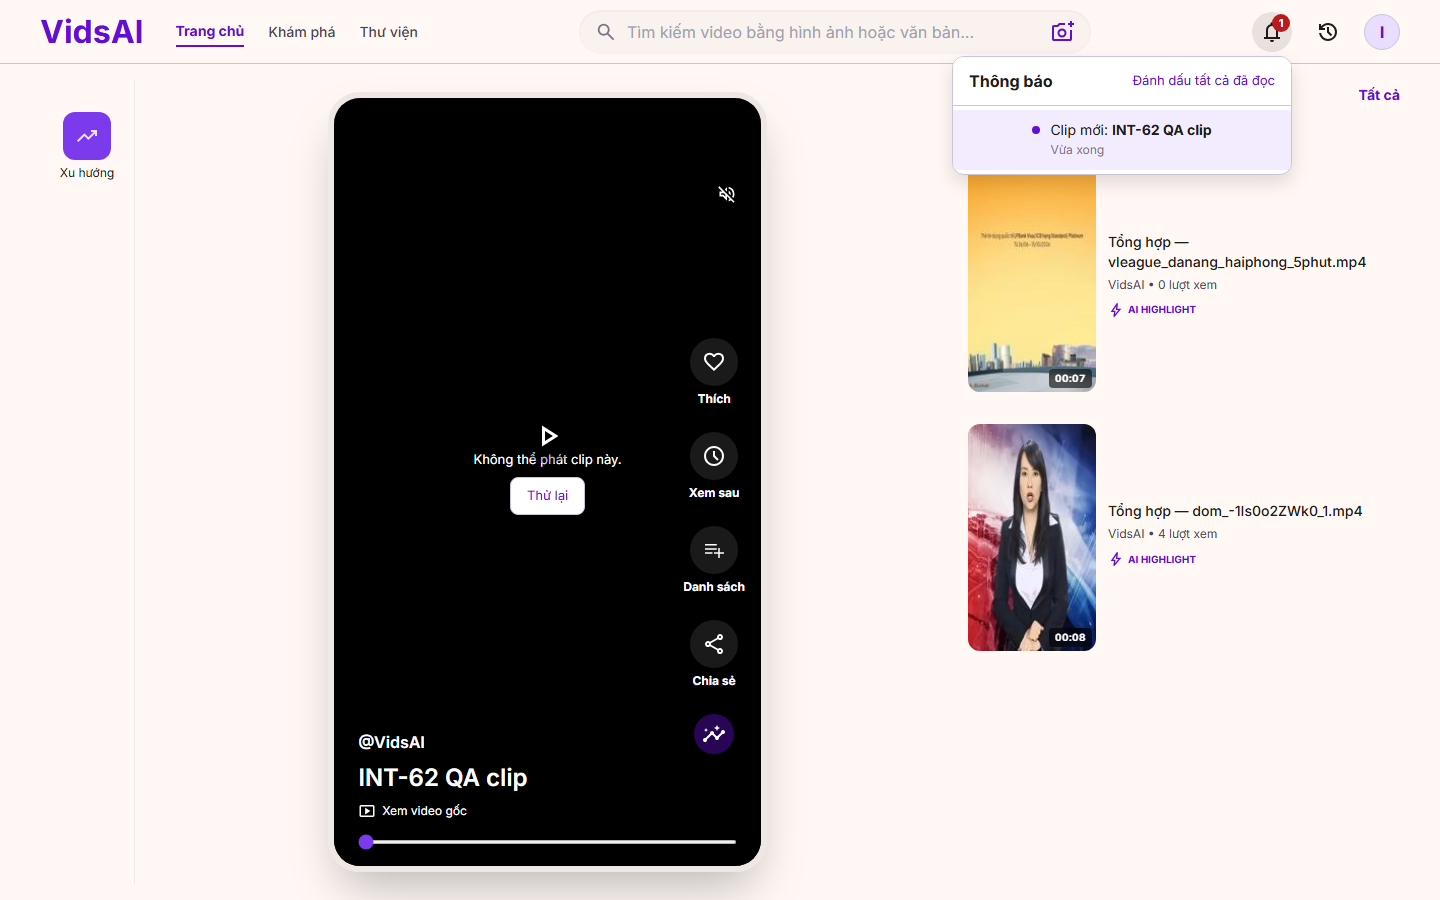 VidsAI
Trang chủ
Khám phá
Thư viện
Tìm kiếm video bằng hình ảnh hoặc văn bản...
1
I
Thông báo
Đánh dấu tất cả đã đọc
Clip mới: INT-62 QA clip
Vừa xong
Tất cả
Xu hướng
Không thể phát clip này.
Thử lại
Thích
Xem sau
Danh sách
Chia sẻ
@VidsAI
INT-62 QA clip
Xem video gốc
00:07
Tổng hợp —
vleague_danang_haiphong_5phut.mp4
VidsAI • 0 lượt xem
AI HIGHLIGHT
00:08
Tổng hợp — dom_-1Is0o2ZWk0_1.mp4
VidsAI • 4 lượt xem
AI HIGHLIGHT